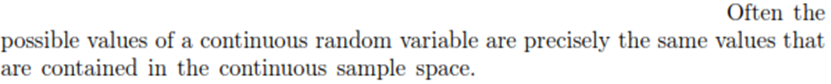 Often the
possible values of a continuous random variable are precisely the same values that
are contained in the continuous sample space.